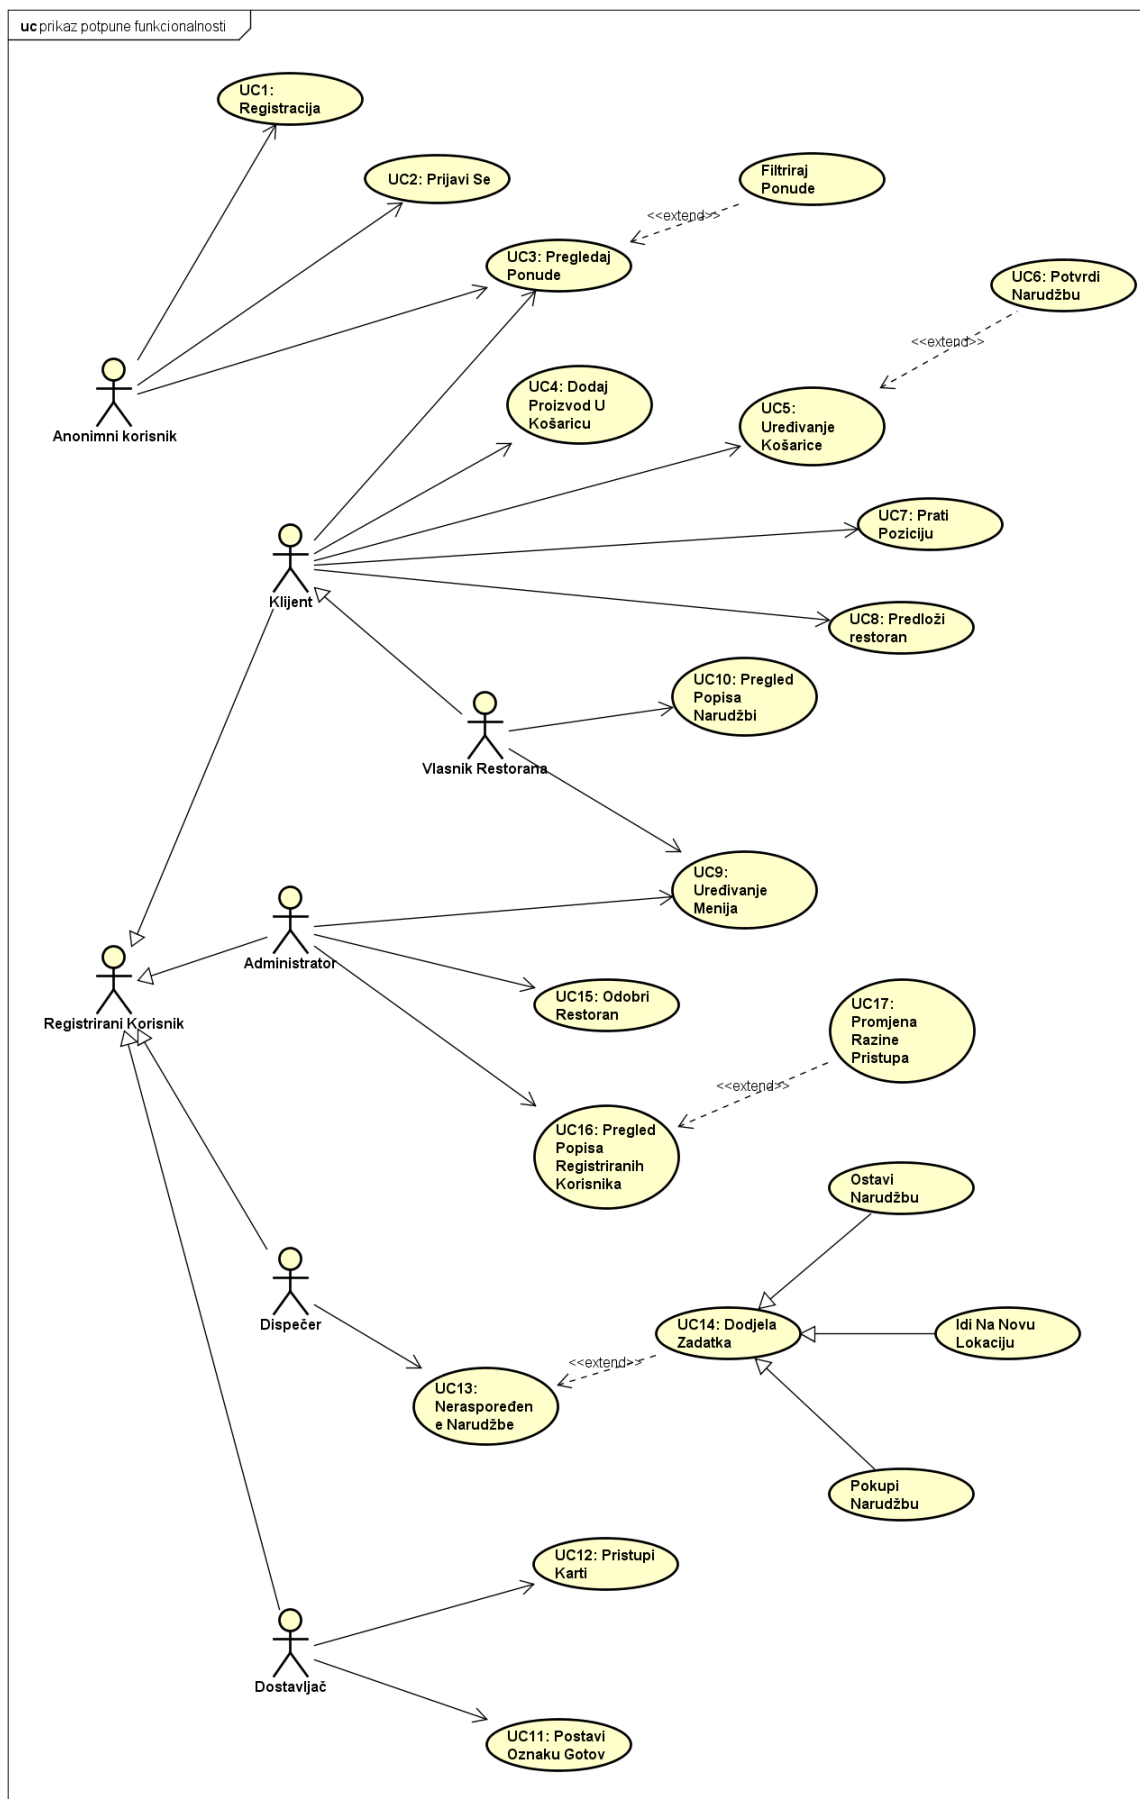 uc prikaz potpune funkcionalnosti
UC1:
Registracija
UC2: Prijavi Se
Filtriraj
Ponude
<<extend>>
UC3: Pregledaj
Ponude
UC6: Potvrdi
Narudžbu
<<extend>>
UC4: Dodaj
Proizvod U
Košaricu
UC5:
Uređivanje
Košarice
Anonimni korisnik
UC7: Prati
Poziciju
Klijent
UC8: Predloži
restoran
UC10: Pregled
Popisa
Narudžbi
Vlasnik Restorana
UC9:
Uređivanje
Menija
Administrator
UC15: Odobri
Restoran
UC17:
Promjena
Razine
Pristupa
Registrirani Korisnik
<<extend>>
UC16: Pregled
Popisa
Registriranih
Korisnika
Ostavi
Narudžbu
Dispečer
UC14: Dodjela
Zadatka
Idi Na Novu
Lokaciju
<<extend>>
UC13:
Neraspoređen
e Narudžbe
Pokupi
Narudžbu
UC12: Pristupi
Karti
Dostavljač
UC11: Postavi
Oznaku Gotov